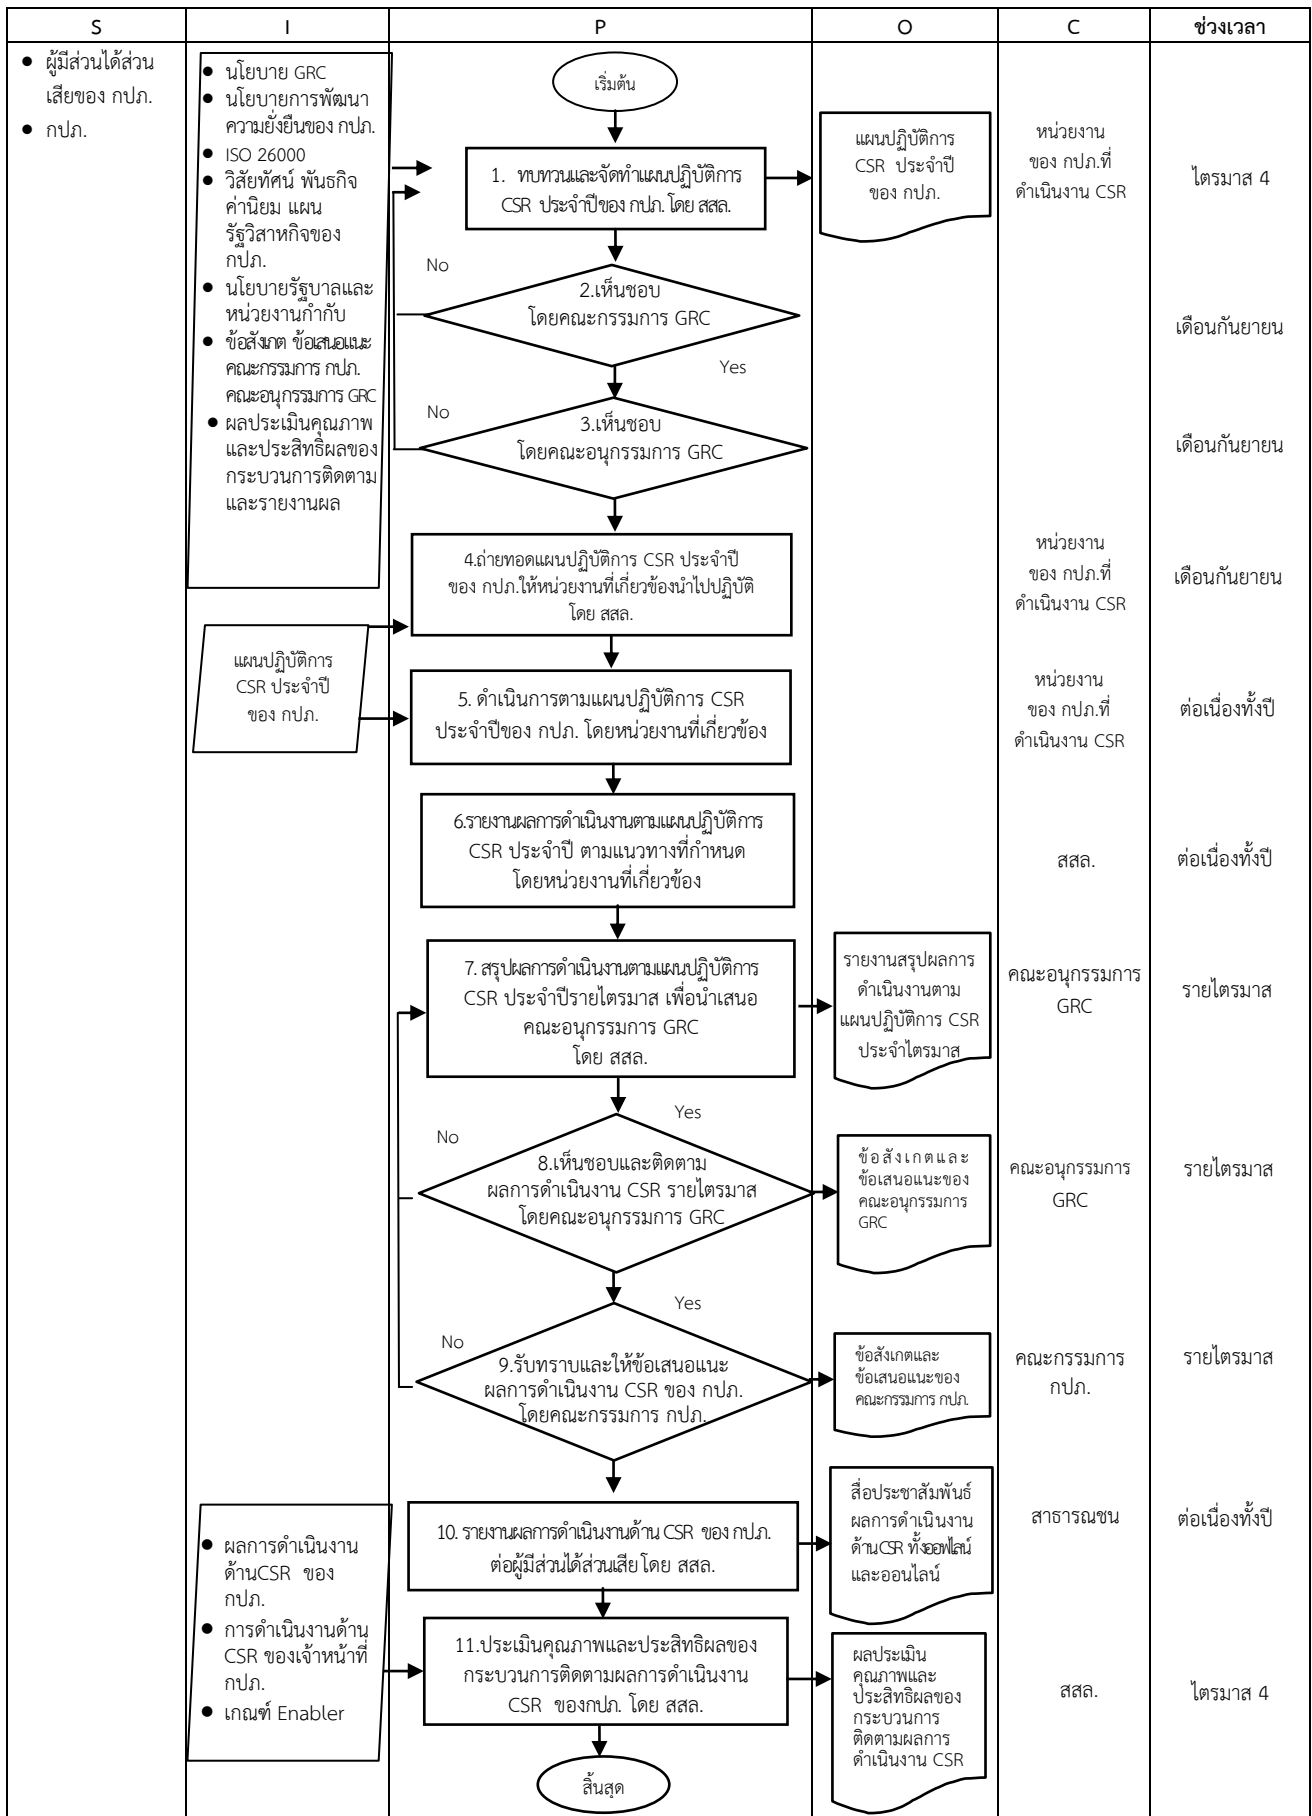 S
I
P
O
C
ช่วงเวลา
● ผู้มีส่วนได้ส่วน
เสียของ กปภ.
● กปภ.
● นโยบาย GRC
● นโยบายการพัฒนา
ความยั่งยืนของ กปภ.
● ISO 26000
● วิสัยทัศน์ พันธกิจ
ค่านิยม แผน
รัฐวิสาหกิจของ
กปภ.
● นโยบายรัฐบาลและ
หน่วยงานกำกับ
● ข้อสังเกต ข้อเสนอแนะ
คณะกรรมการ กปภ.
คณะอนุกรรมการ GRC
● ผลประเมินคุณภาพ
และประสิทธิผลของ
กระบวนการติดตาม
และรายงานผล
เริ่มต้น
1. ทบทวนและจัดทำแผนปฏิบัติการ
CSR ประจำปีของ กปภ. โดย สสล.
แผนปฏิบัติการ
CSR ประจำปี
ของ กปภ.
หน่วยงาน
ของ กปภ.ที่
ดำเนินงาน CSR
ไตรมาส 4
No
2.เห็นชอบ
โดยคณะกรรมการ GRC
เดือนกันยายน
Yes
No
3.เห็นชอบ
โดยคณะอนุกรรมการ GRC
เดือนกันยายน
4.ถ่ายทอดแผนปฏิบัติการ CSR ประจำปี
ของ กปภ.ให้หน่วยงานที่เกี่ยวข้องนำไปปฏิบัติ
โดย สสล.
หน่วยงาน
ของ กปภ.ที่
ดำเนินงาน CSR
เดือนกันยายน
แผนปฏิบัติการ
CSR ประจำปี
ของ กปภ.
5. ดำเนินการตามแผนปฏิบัติการ CSR
ประจำปีของ กปภ. โดยหน่วยงานที่เกี่ยวข้อง
หน่วยงาน
ของ กปภ.ที่
ดำเนินงาน CSR
ต่อเนื่องทั้งปี
6.รายงานผลการดำเนินงานตามแผนปฏิบัติการ
CSR ประจำปี ตามแนวทางที่กำหนด
โดยหน่วยงานที่เกี่ยวข้อง
สสล.
ต่อเนื่องทั้งปี
7. สรุปผลการดำเนินงานตามแผนปฏิบัติการ
CSR ประจำปีรายไตรมาส เพื่อนำเสนอ
คณะอนุกรรมการ GRC
โดย สสล.
รายงานสรุปผลการ
ดำเนินงานตาม
แผนปฏิบัติการ CSR
ประจำไตรมาส
คณะอนุกรรมการ
GRC
รายไตรมาส
Yes
No
8.เห็นชอบและติดตาม
ผลการดำเนินงาน CSR รายไตรมาส
โดยคณะอนุกรรมการ GRC
ข้อสังเกตและ
ข้อเสนอแนะของ
คณะอนุกรรมการ
GRC
คณะอนุกรรมการ
GRC
รายไตรมาส
Yes
No
9.รับทราบและให้ข้อเสนอแนะ
ผลการดำเนินงาน CSR ของ กปภ.
โดยคณะกรรมการ กปภ.
ข้อสังเกตและ
ข้อเสนอแนะของ
คณะกรรมการ กปภ.
คณะกรรมการ
กปภ.
รายไตรมาส
10. รายงานผลการดำเนินงานด้าน CSR ของ กปภ.
ต่อผู้มีส่วนได้ส่วนเสีย โดย สสล.
สื่อประชาสัมพันธ์
ผลการดำเนินงาน
ด้านCSR ทั้งออฟไลน์
และออนไลน์
สาธารณชน
ต่อเนื่องทั้งปี
● ผลการดำเนินงาน
ด้านCSR ของ
กปภ.
● การดำเนินงานด้าน
CSR ของเจ้าหน้าที่
กปภ.
● เกณฑ์ Enabler
11.ประเมินคุณภาพและประสิทธิผลของ
กระบวนการติดตามผลการดำเนินงาน
CSR ของกปภ. โดย สสล.
ผลประเมิน
คุณภาพและ
ประสิทธิผลของ
กระบวนการ
ติดตามผลการ
ดำเนินงาน CSR
สสล.
ไตรมาส 4
สิ้นสุด